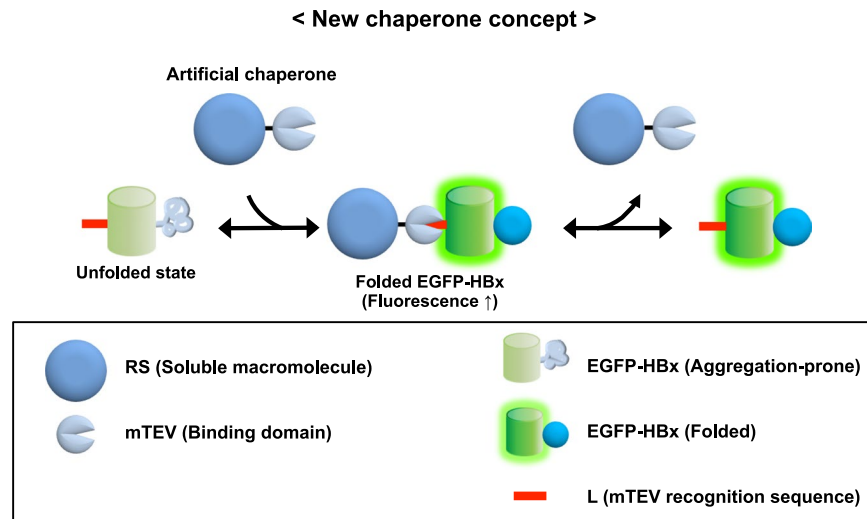 < New chaperone concept >
Artificial chaperone
Unfolded state
Folded EGFP-HBx
(Fluorescence ↑)
RS (Soluble macromolecule)
mTEV (Binding domain)
EGFP-HBx (Aggregation-prone)
EGFP-HBx (Folded)
L (mTEV recognition sequence)